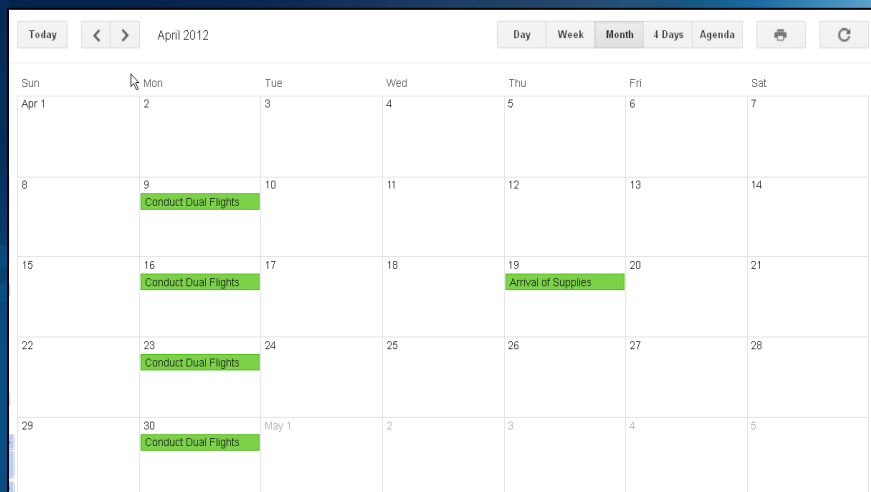 Today April 2012 Day Week Month 4 Days Agenda
Sun Mon Tue Wed Thu Fri Sat
Apr 1 2 3 4 5 6 7
8 9 10 11 12 13 14
Conduct Dual Flights
15 16 17 18 19 20 21
Conduct Dual Flights Arrival of Supplies
22 23 24 25 26 27 28
Conduct Dual Flights
29 30 May 1 2 3 4 5
Conduct Dual Flights